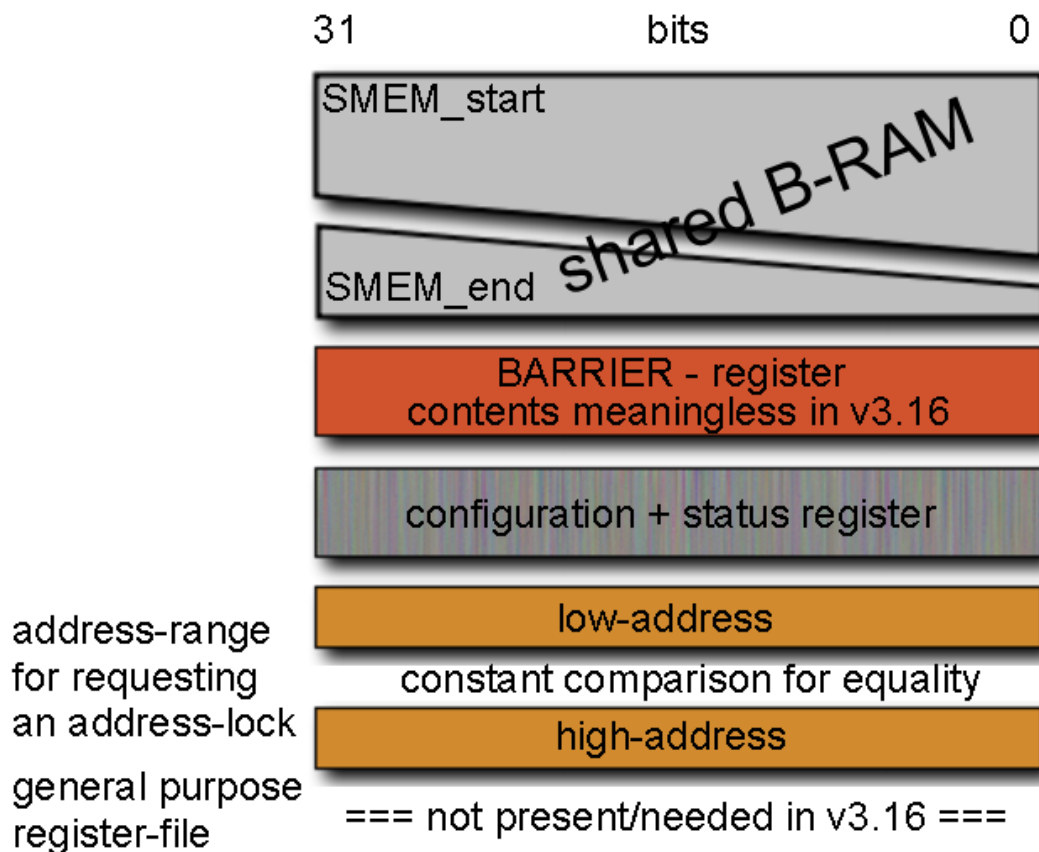 31 bits 0
SMEM_start
shared B-RAM
SMEM_end
BARRIER - register
contents meaningless in v3.16
configuration + status register
low-address
address-range
for requesting
an address-lock
constant comparison for equality
high-address
general purpose
register-file
=== not present/needed in v3.16 ===